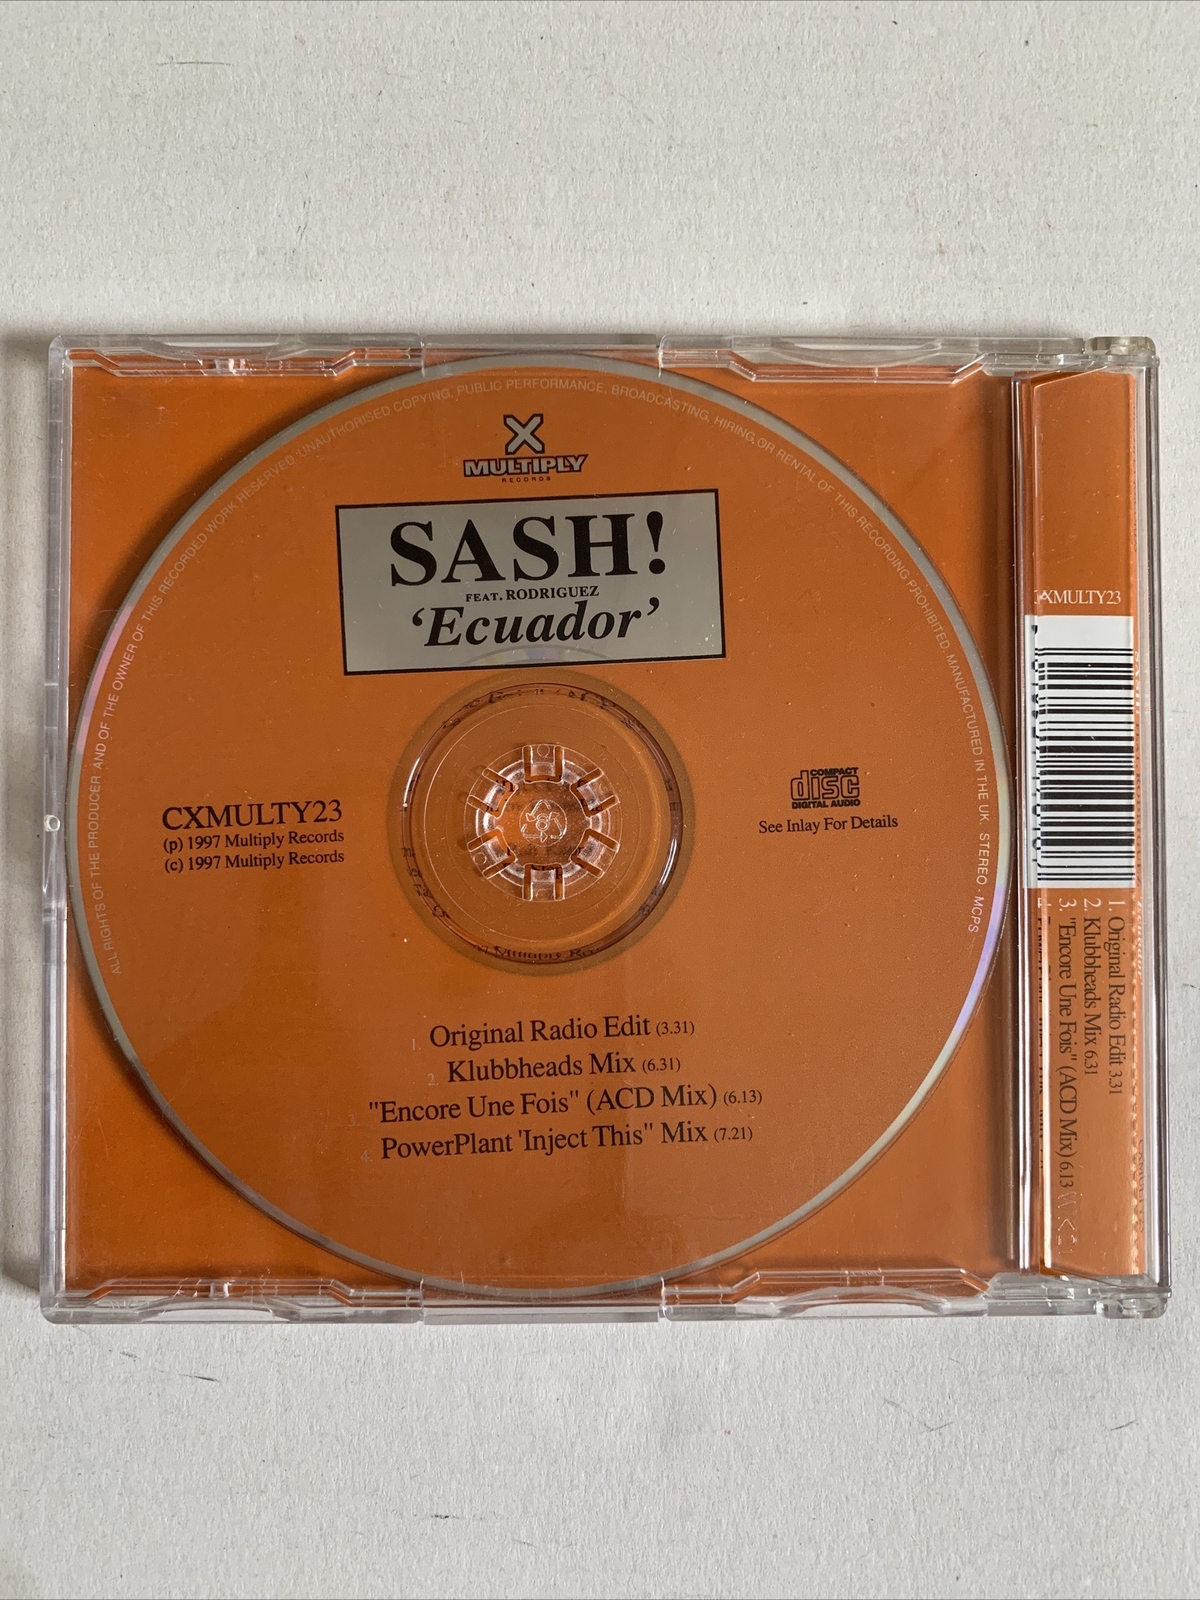 ALL RIGHTS OF THE PRODUCER AND OF THE OWNER OF THIS RECORDED WORK RESERVED. UNAUTHORISED COPYING, PUBLIC PERFORMANCE, BROADCASTING, HIRING OR RENTAL OF THIS RECORDING PROHIBITED. MANUFACTURED IN THE UK. STEREO · MCPS
X
MULTIPLY
RECORDS
SASH!
FEAT. RODRIGUEZ
‘Ecuador’
CXMULTY23
(p) 1997 Multiply Records
(c) 1997 Multiply Records
COMPACT
disc
DIGITAL AUDIO
See Inlay For Details
1. Original Radio Edit (3.31)
2. Klubbheads Mix (6.31)
3. "Encore Une Fois" (ACD Mix) (6.13)
4. PowerPlant 'Inject This" Mix (7.21)
CXMULTY23
1. Original Radio Edit 3.31
2. Klubbheads Mix 6.31
3. "Encore Une Fois" (ACD Mix) 6.13